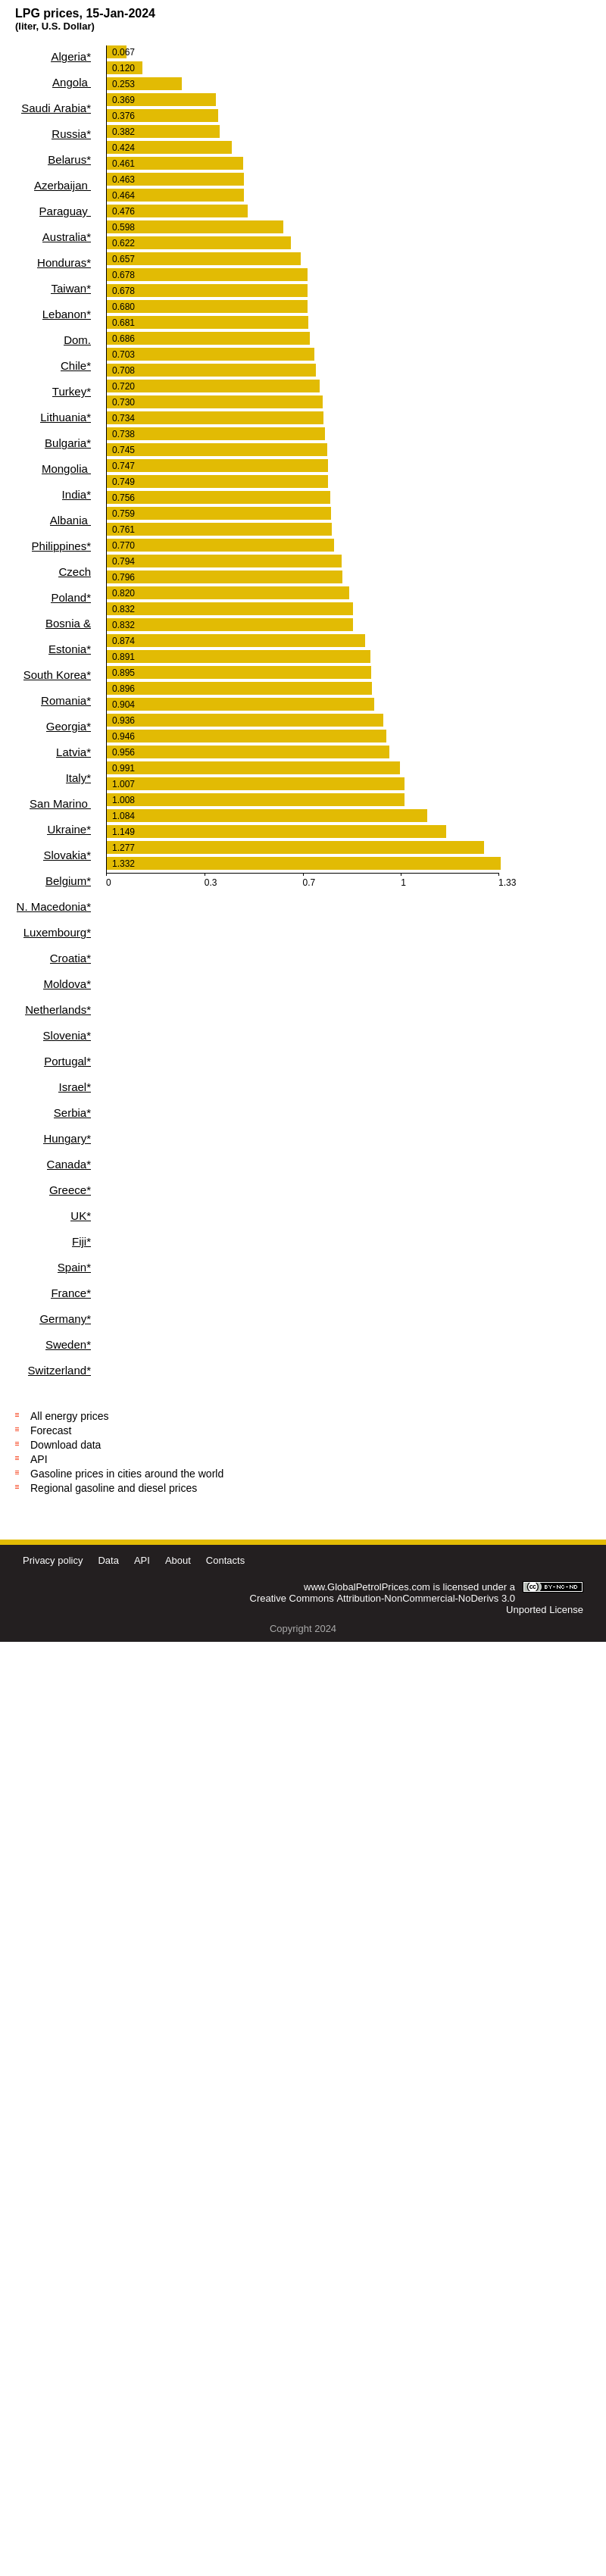 LPG prices, 15-Jan-2024
(liter, U.S. Dollar)
Algeria*
Angola
Saudi Arabia*
Russia*
Belarus*
Azerbaijan
Paraguay
Australia*
Honduras*
Taiwan*
Lebanon*
Dom.
Chile*
Turkey*
Lithuania*
Bulgaria*
Mongolia
India*
Albania
Philippines*
Czech
Poland*
Bosnia &
Estonia*
South Korea*
Romania*
Georgia*
Latvia*
Italy*
San Marino
Ukraine*
Slovakia*
Belgium*
N. Macedonia*
Luxembourg*
Croatia*
Moldova*
Netherlands*
Slovenia*
Portugal*
Israel*
Serbia*
Hungary*
Canada*
Greece*
UK*
Fiji*
Spain*
France*
Germany*
Sweden*
Switzerland*
0.067
0.120
0.253
0.369
0.376
0.382
0.424
0.461
0.463
0.464
0.476
0.598
0.622
0.657
0.678
0.678
0.680
0.681
0.686
0.703
0.708
0.720
0.730
0.734
0.738
0.745
0.747
0.749
0.756
0.759
0.761
0.770
0.794
0.796
0.820
0.832
0.832
0.874
0.891
0.895
0.896
0.904
0.936
0.946
0.956
0.991
1.007
1.008
1.084
1.149
1.277
1.332
0 0.3 0.7 1 1.33
All energy prices
Forecast
Download data
API
Gasoline prices in cities around the world
Regional gasoline and diesel prices
Privacy policy Data API About Contacts
www.GlobalPetrolPrices.com is licensed under a
Creative Commons Attribution-NonCommercial-NoDerivs 3.0
Unported License
cc BY-NC-ND
Copyright 2024